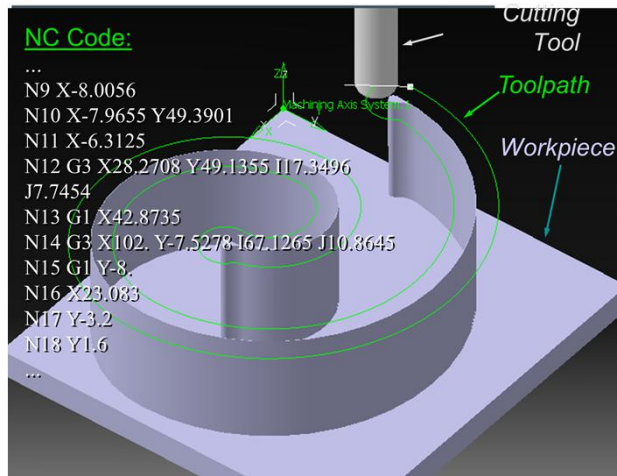 NC Code:
...
N9 X-8.0056
N10 X-7.9655 Y49.3901
N11 X-6.3125
N12 G3 X28.2708 Y49.1355 I17.3496
J7.7454
N13 G1 X42.8735
N14 G3 X102. Y-7.5278 I67.1265 J10.8645
N15 G1 Y-8.
N16 X23.083
N17 Y-3.2
N18 Y1.6
...
Cutting
Tool
Toolpath
Workpiece
Z
Machining Axis System
X
Y